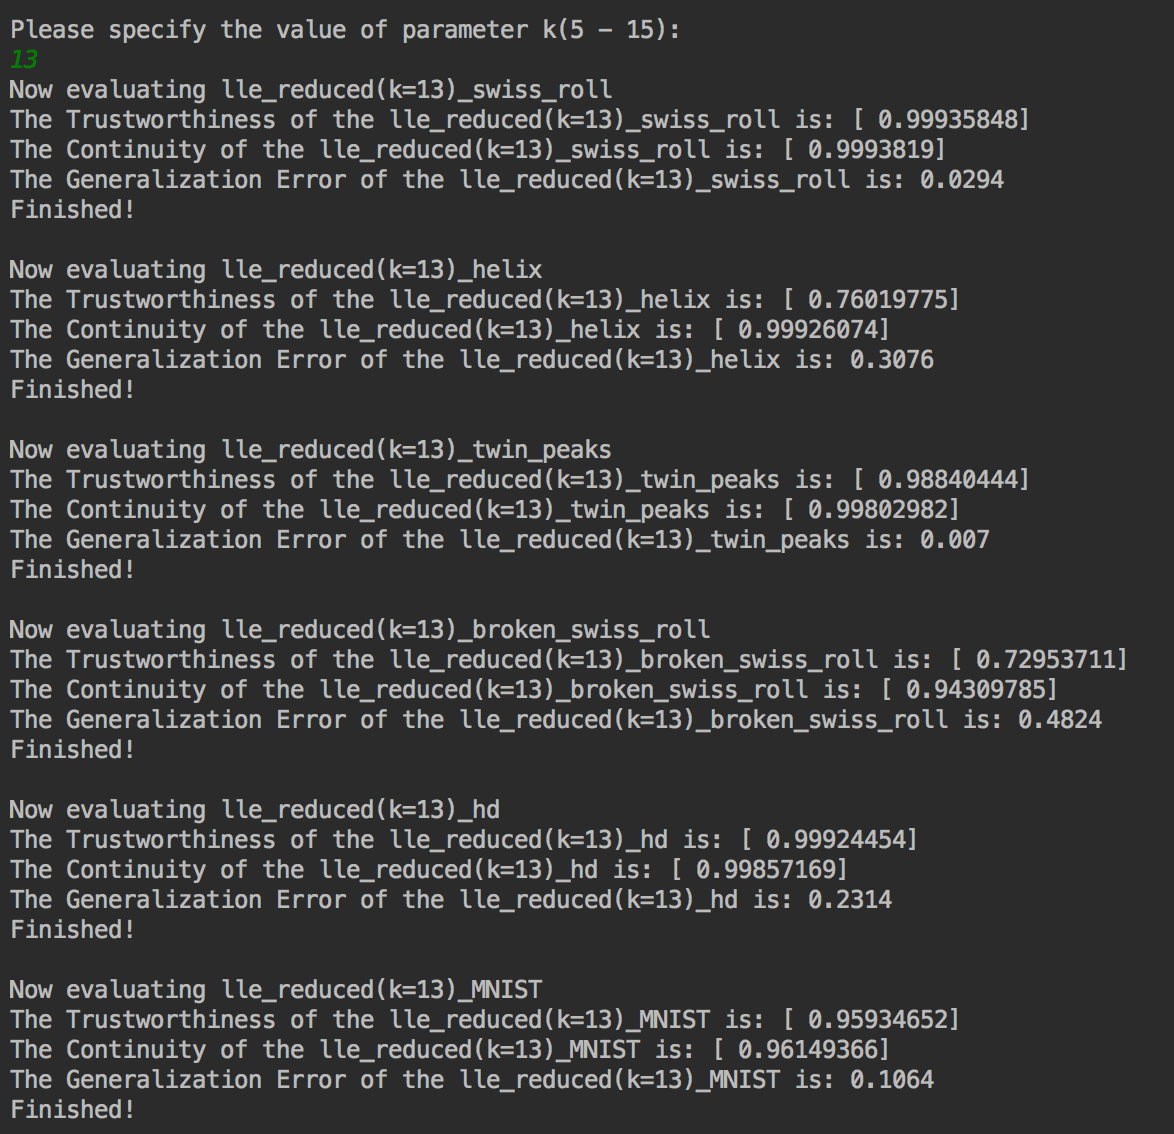 Please specify the value of parameter k(5 - 15):
13
Now evaluating lle_reduced(k=13)_swiss_roll
The Trustworthiness of the lle_reduced(k=13)_swiss_roll is: [ 0.99935848]
The Continuity of the lle_reduced(k=13)_swiss_roll is: [ 0.9993819]
The Generalization Error of the lle_reduced(k=13)_swiss_roll is: 0.0294
Finished!
Now evaluating lle_reduced(k=13)_helix
The Trustworthiness of the lle_reduced(k=13)_helix is: [ 0.76019775]
The Continuity of the lle_reduced(k=13)_helix is: [ 0.99926074]
The Generalization Error of the lle_reduced(k=13)_helix is: 0.3076
Finished!
Now evaluating lle_reduced(k=13)_twin_peaks
The Trustworthiness of the lle_reduced(k=13)_twin_peaks is: [ 0.98840444]
The Continuity of the lle_reduced(k=13)_twin_peaks is: [ 0.99802982]
The Generalization Error of the lle_reduced(k=13)_twin_peaks is: 0.007
Finished!
Now evaluating lle_reduced(k=13)_broken_swiss_roll
The Trustworthiness of the lle_reduced(k=13)_broken_swiss_roll is: [ 0.72953711]
The Continuity of the lle_reduced(k=13)_broken_swiss_roll is: [ 0.94309785]
The Generalization Error of the lle_reduced(k=13)_broken_swiss_roll is: 0.4824
Finished!
Now evaluating lle_reduced(k=13)_hd
The Trustworthiness of the lle_reduced(k=13)_hd is: [ 0.99924454]
The Continuity of the lle_reduced(k=13)_hd is: [ 0.99857169]
The Generalization Error of the lle_reduced(k=13)_hd is: 0.2314
Finished!
Now evaluating lle_reduced(k=13)_MNIST
The Trustworthiness of the lle_reduced(k=13)_MNIST is: [ 0.95934652]
The Continuity of the lle_reduced(k=13)_MNIST is: [ 0.96149366]
The Generalization Error of the lle_reduced(k=13)_MNIST is: 0.1064
Finished!